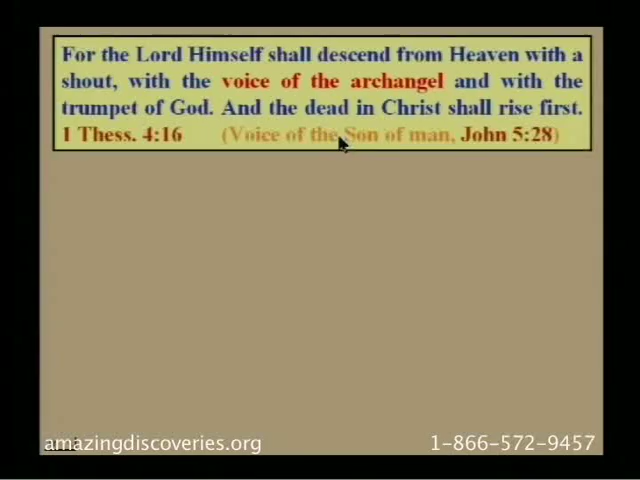 For the Lord Himself shall descend from Heaven with a
shout, with the voice of the archangel and with the
trumpet of God. And the dead in Christ shall rise first.
1 Thess. 4:16 (Voice of the Son of man, John 5:28)
amazingdiscoveries.org 1-866-572-9457